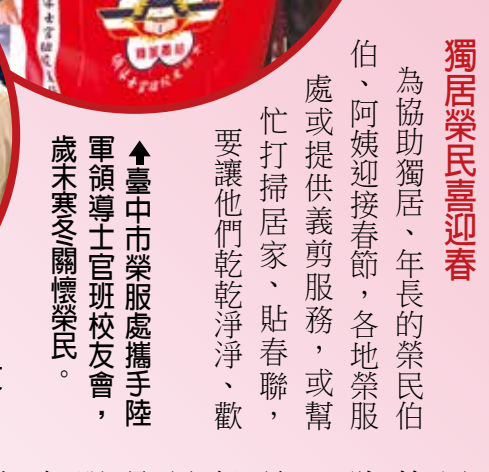 獨居榮民喜迎春
為協助獨居、年長的榮民伯
伯、阿姨迎接春節，各地榮服
處或提供義剪服務，或幫
忙打掃居家、貼春聯，
要讓他們乾乾淨淨、歡
↑臺中市榮服處攜手陸
軍領導士官班校友會，
歲末寒冬關懷榮民。